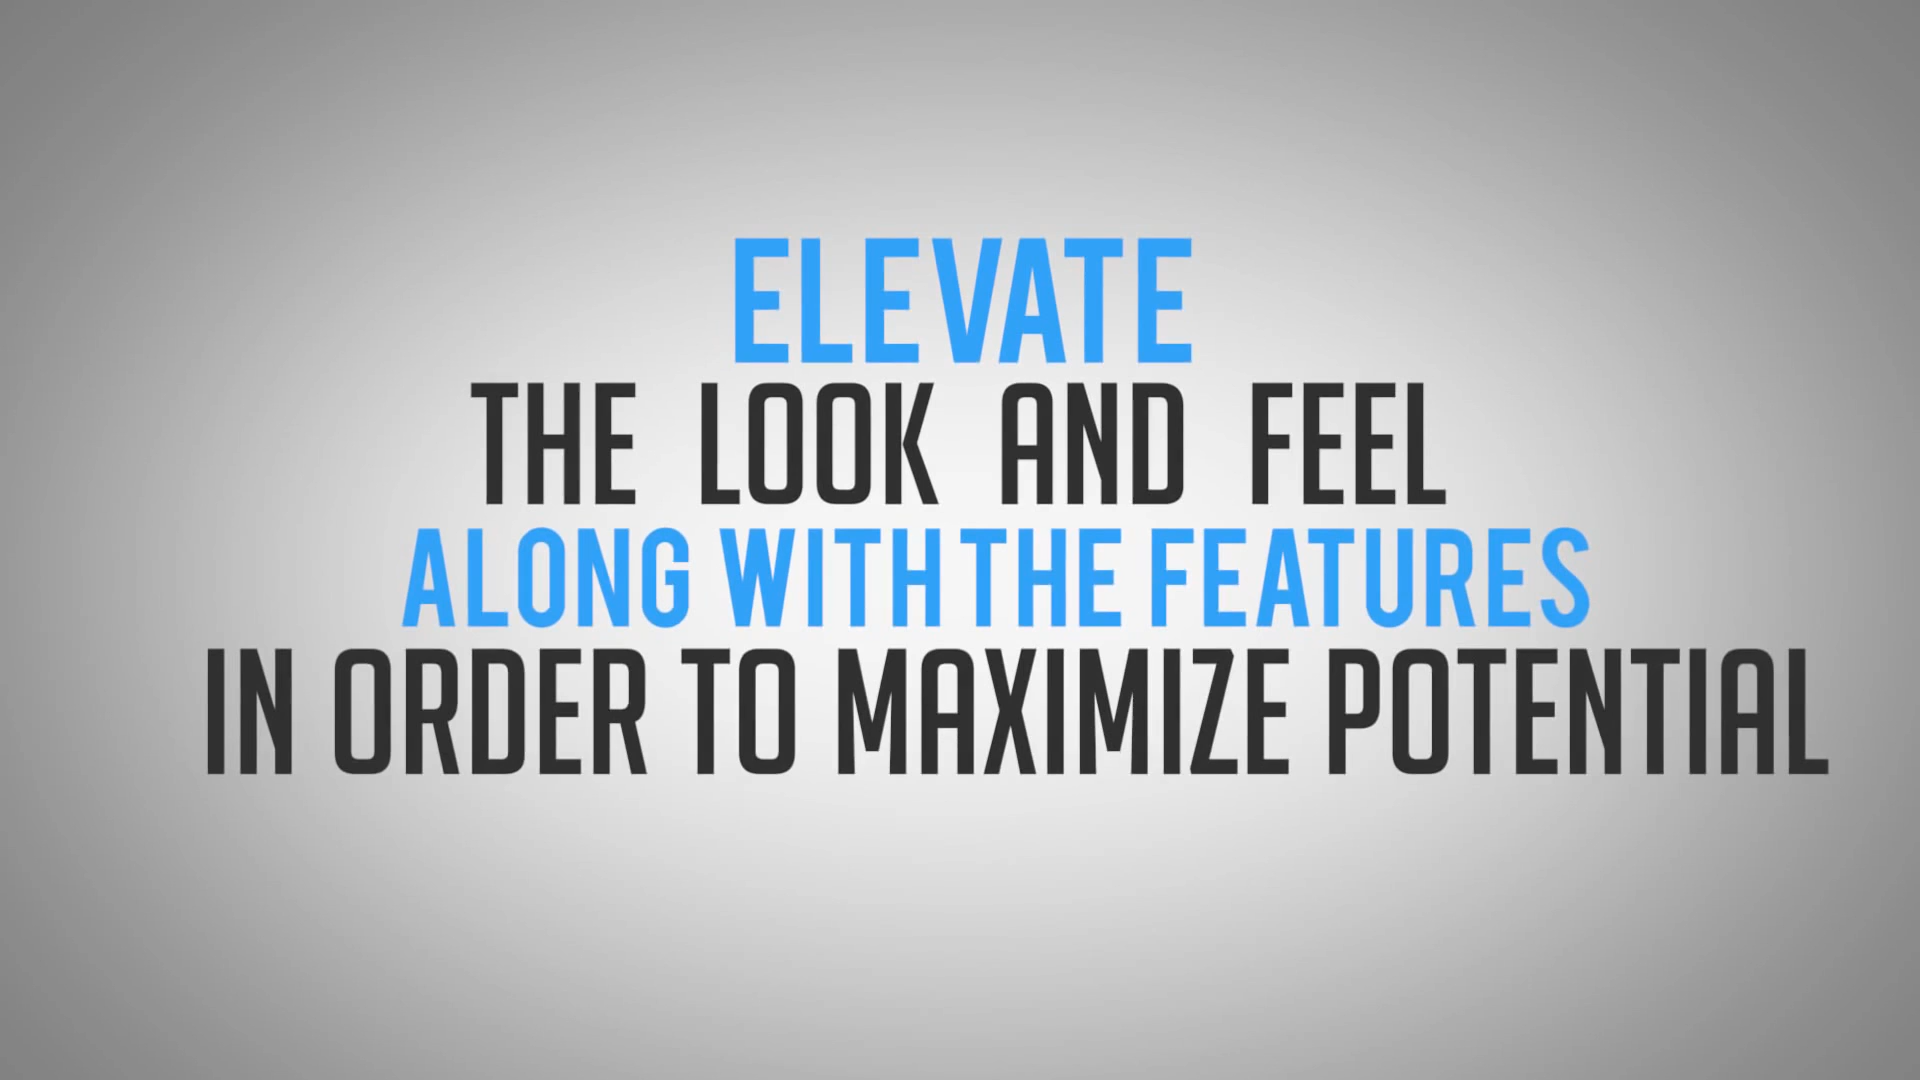 ELEVATE
THE LOOK AND FEEL
ALONG WITH THE FEATURES
IN ORDER TO MAXIMIZE POTENTIAL